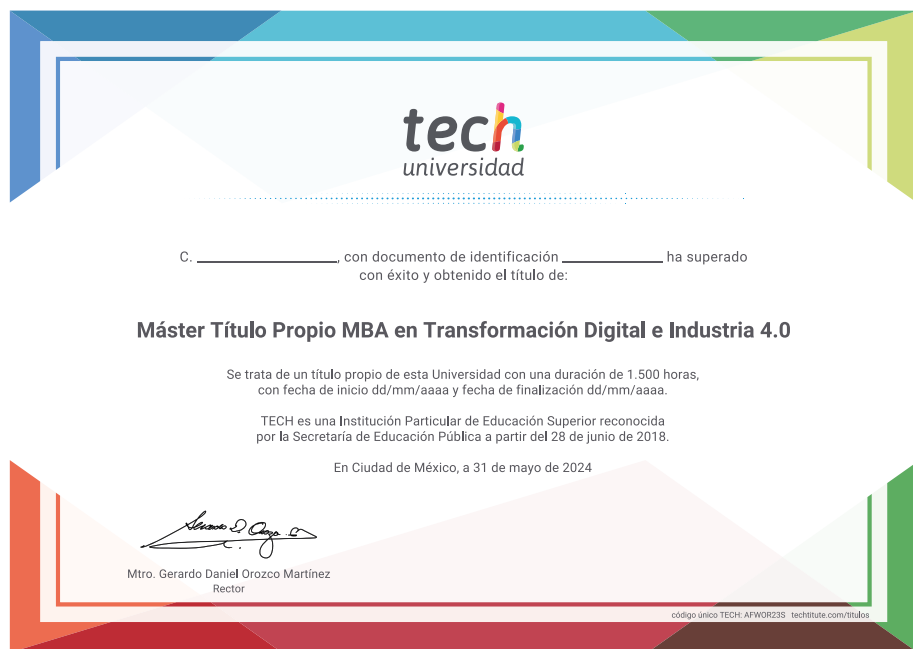 tech
universidad
C. , con documento de identificación ha superado
con éxito y obtenido el título de:
Máster Título Propio MBA en Transformación Digital e Industria 4.0
Se trata de un título propio de esta Universidad con una duración de 1.500 horas,
con fecha de inicio dd/mm/aaaa y fecha de finalización dd/mm/aaaa.
TECH es una Institución Particular de Educación Superior reconocida
por la Secretaría de Educación Pública a partir del 28 de junio de 2018.
En Ciudad de México, a 31 de mayo de 2024
Mtro. Gerardo Daniel Orozco Martínez
Rector
código único TECH: AFWOR23S techtitute.com/titulos